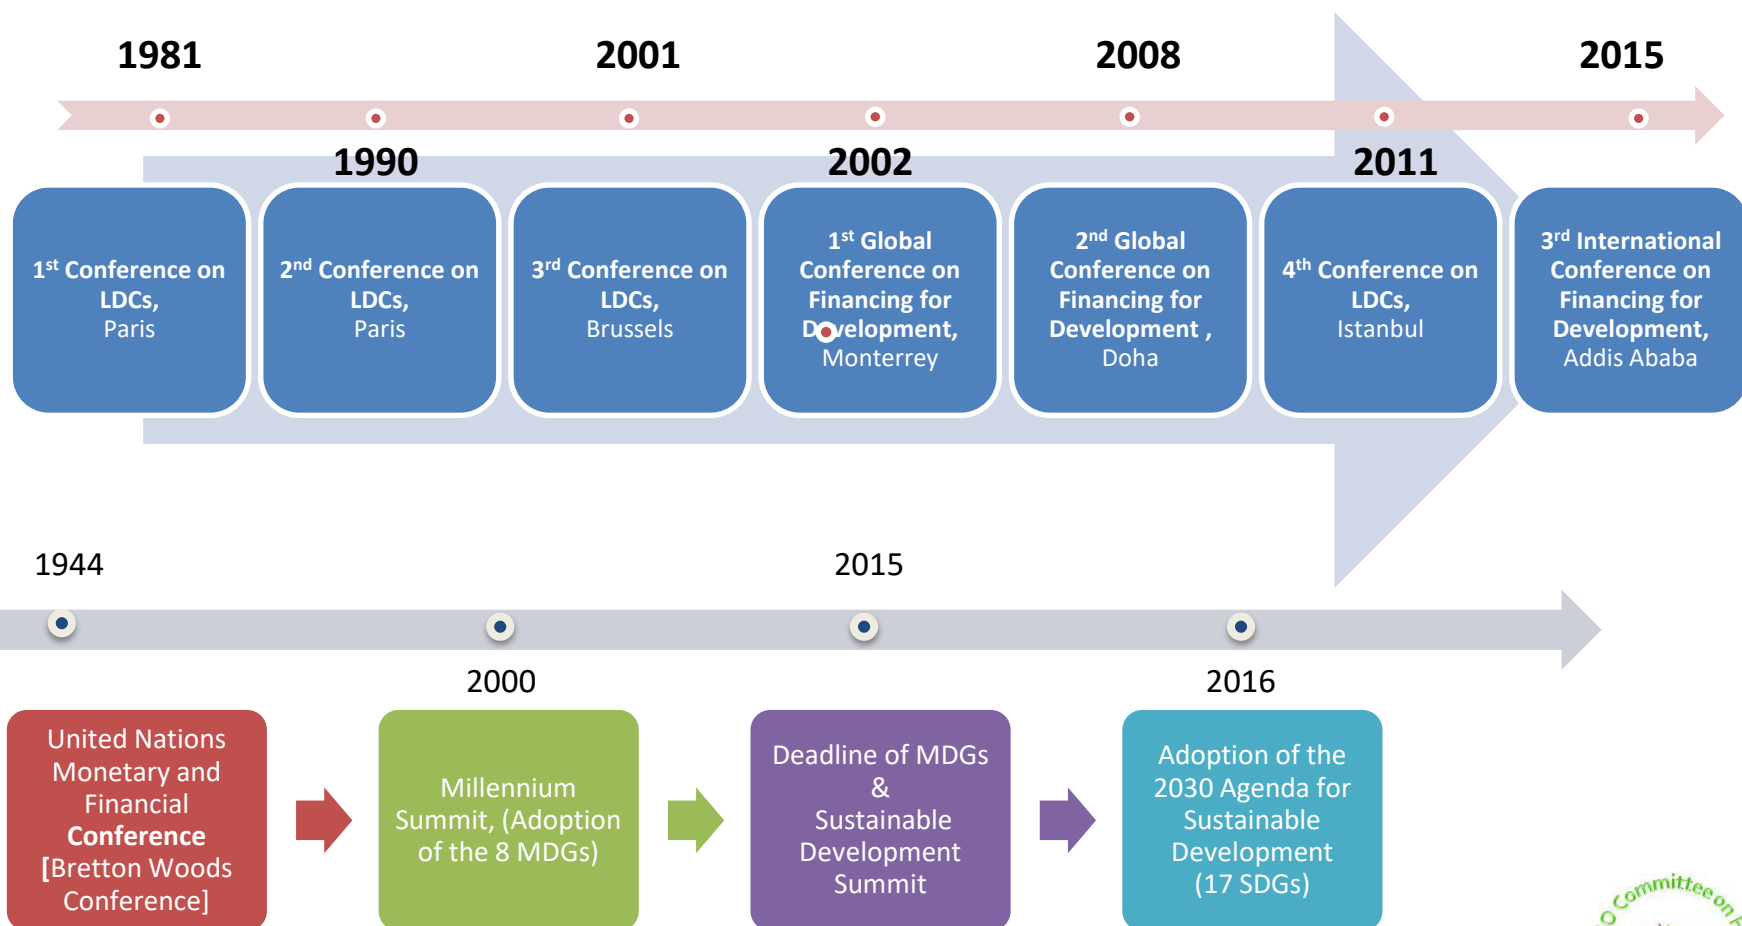 1981
2001
2008
2015
1990
2002
2011
1st Conference on
LDCs,
Paris
2nd Conference on
LDCs,
Paris
3rd Conference on
LDCs,
Brussels
1st Global
Conference on
Financing for
Development,
Monterrey
2nd Global
Conference on
Financing for
Development ,
Doha
4th Conference on
LDCs,
Istanbul
3rd International
Conference on
Financing for
Development,
Addis Ababa
1944
2015
2000
2016
United Nations
Monetary and
Financial
Conference
[Bretton Woods
Conference]
Millennium
Summit, (Adoption
of the 8 MDGs)
Deadline of MDGs
&
Sustainable
Development
Summit
Adoption of the
2030 Agenda for
Sustainable
Development
(17 SDGs)
Committee on